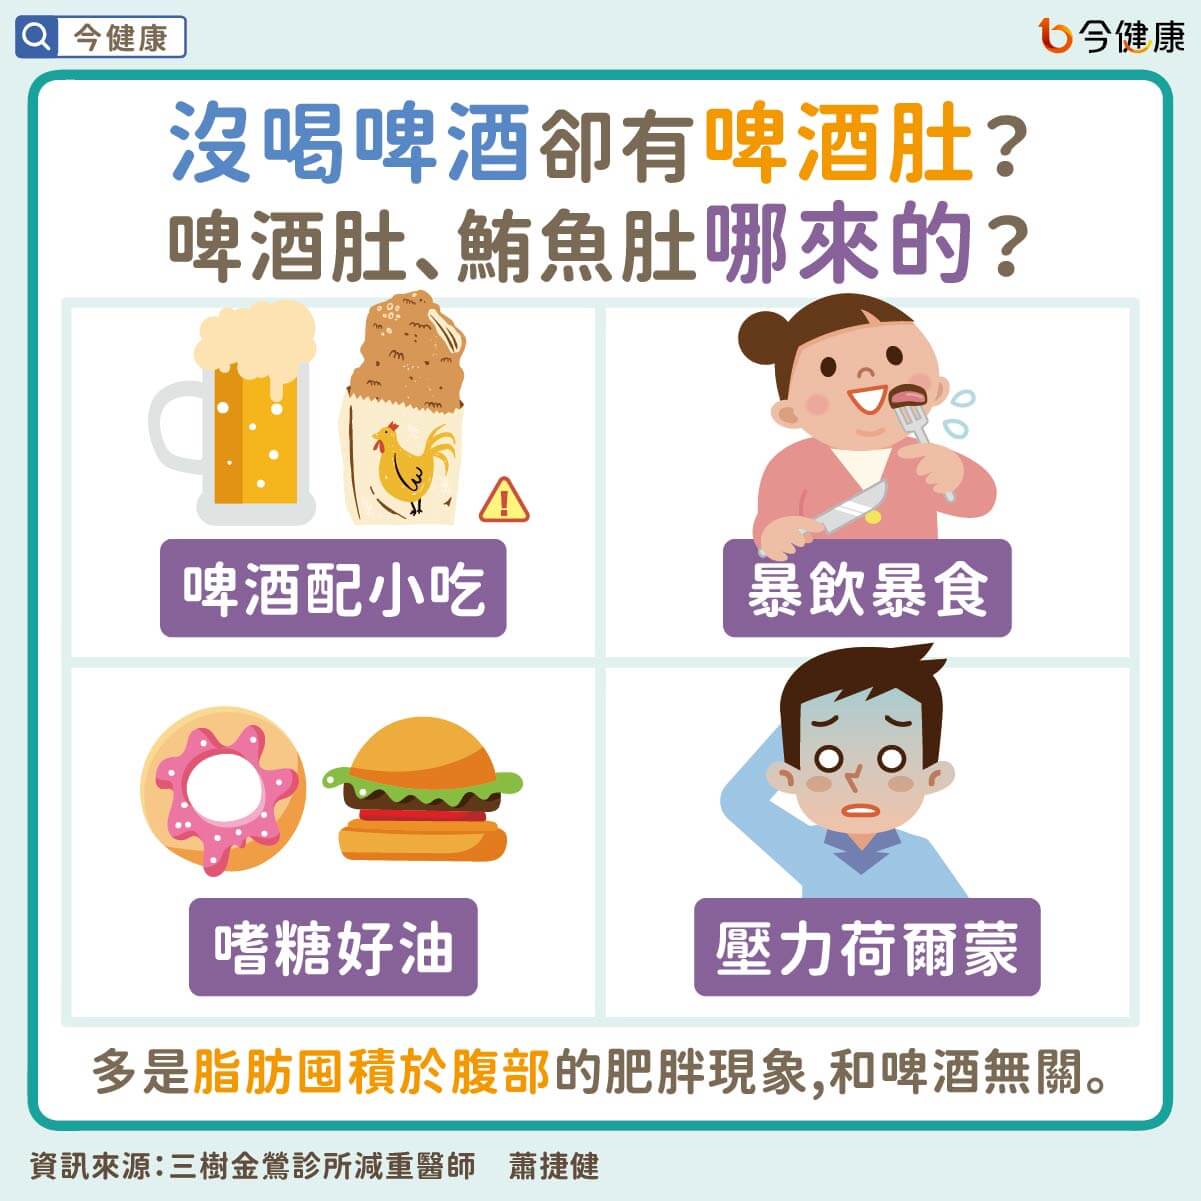 今健康
今健康
沒喝啤酒卻有啤酒肚？
啤酒肚、鮪魚肚哪來的？
啤酒配小吃
暴飲暴食
嗜糖好油
壓力荷爾蒙
多是脂肪囤積於腹部的肥胖現象,和啤酒無關。
資訊來源：三樹金鶯診所減重醫師　蕭捷健